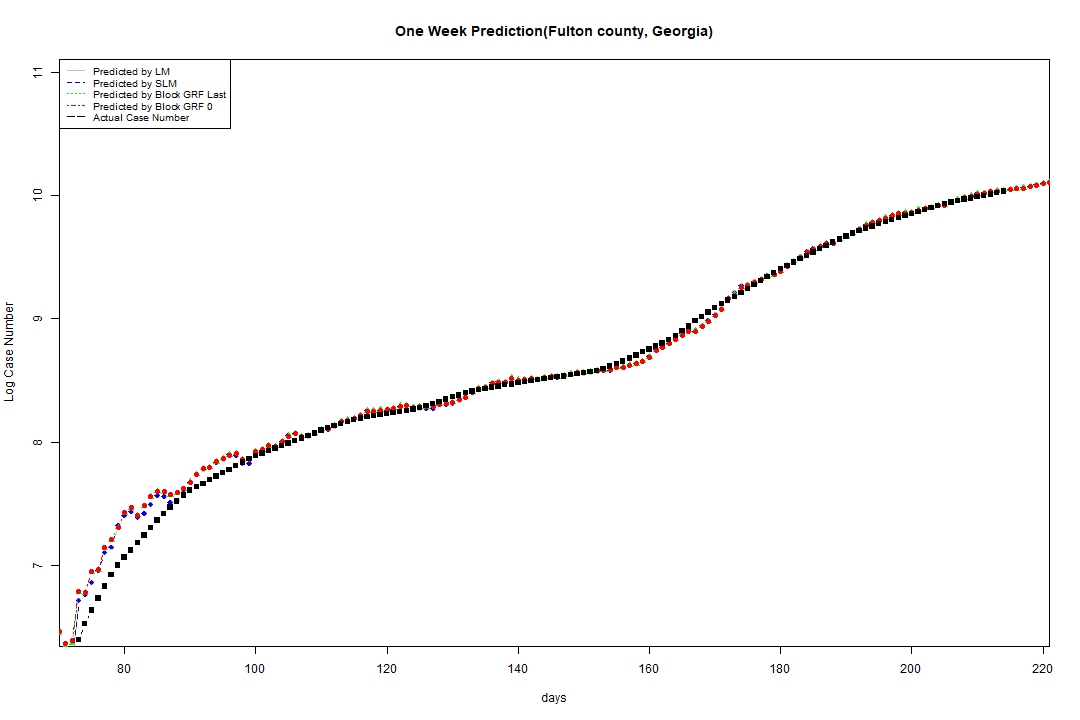 One Week Prediction(Fulton county, Georgia)
Predicted by LM
Predicted by SLM
Predicted by Block GRF Last
Predicted by Block GRF 0
Actual Case Number
11
10
9
8
7
Log Case Number
80 100 120 140 160 180 200 220
days